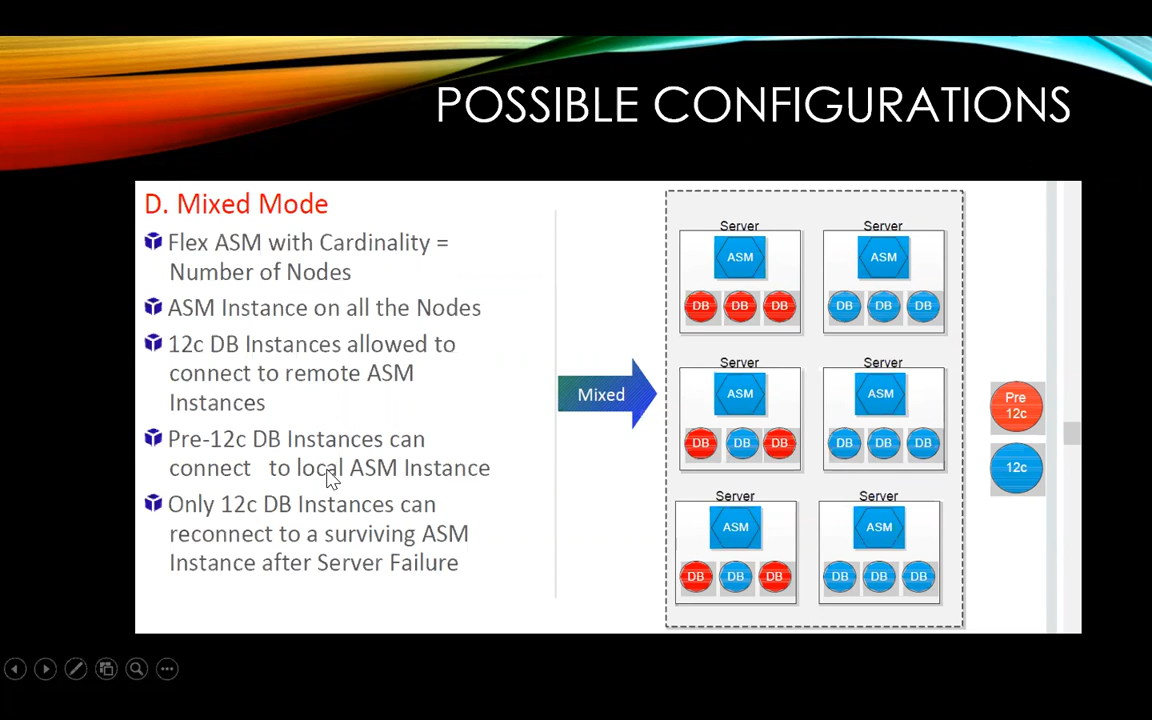 POSSIBLE CONFIGURATIONS
D. Mixed Mode
Flex ASM with Cardinality =
Number of Nodes
ASM Instance on all the Nodes
12c DB Instances allowed to
connect to remote ASM
Instances
Pre-12c DB Instances can
connect to local ASM Instance
Only 12c DB Instances can
reconnect to a surviving ASM
Instance after Server Failure
Mixed
Server Server
ASM ASM
DB DB DB DB DB DB
Server Server
ASM ASM
DB DB DB DB DB DB
Server Server
ASM ASM
DB DB DB DB DB DB
Pre
12c
12c